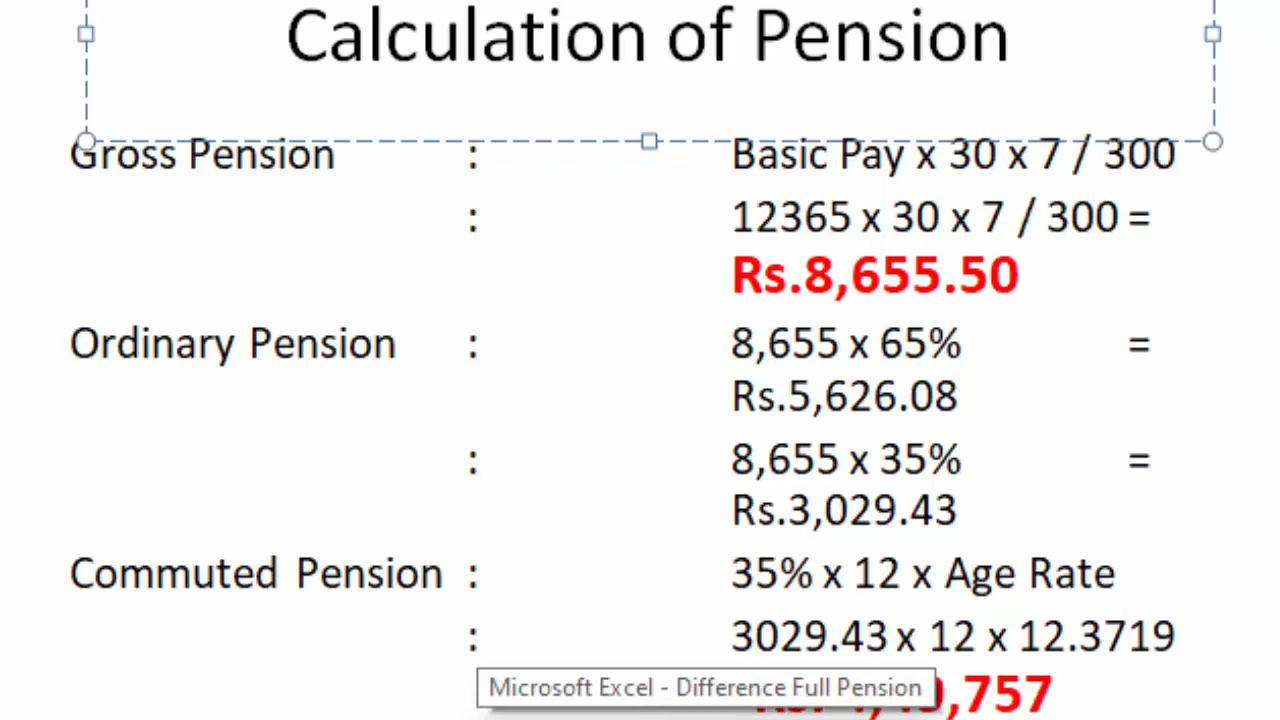 Calculation of Pension
Gross Pension : Basic Pay x 30 x 7 / 300
: 12365 x 30 x 7 / 300 =
Rs.8,655.50
Ordinary Pension : 8,655 x 65% =
Rs.5,626.08
: 8,655 x 35% =
Rs.3,029.43
Commuted Pension : 35% x 12 x Age Rate
: 3029.43 x 12 x 12.3719
Microsoft Excel - Difference Full Pension
,757